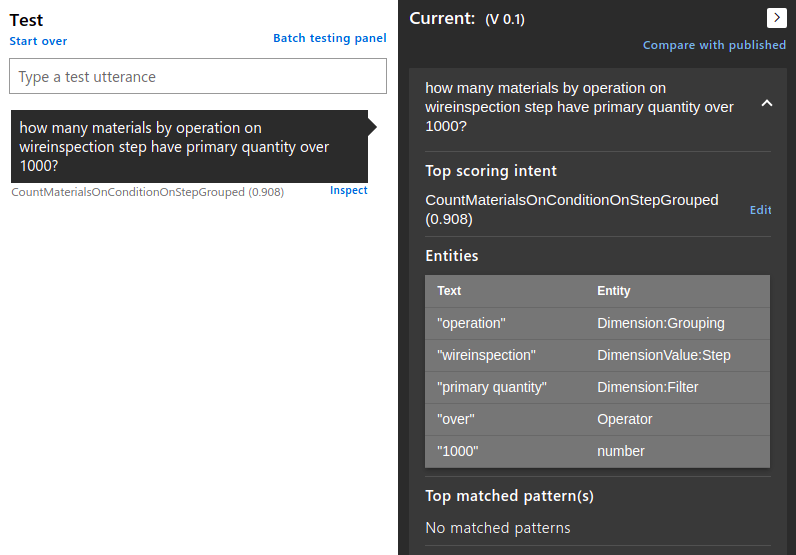 Test
Start over
Batch testing panel
Type a test utterance
how many materials by operation on
wireinspection step have primary quantity over
1000?
CountMaterialsOnConditionOnStepGrouped (0.908)
Inspect
Current: (V 0.1)
Compare with published
how many materials by operation on
wireinspection step have primary quantity over
1000?
Top scoring intent
CountMaterialsOnConditionOnStepGrouped
(0.908)
Edit
Entities
Text Entity
"operation" Dimension:Grouping
"wireinspection" DimensionValue:Step
"primary quantity" Dimension:Filter
"over" Operator
"1000" number
Top matched pattern(s)
No matched patterns